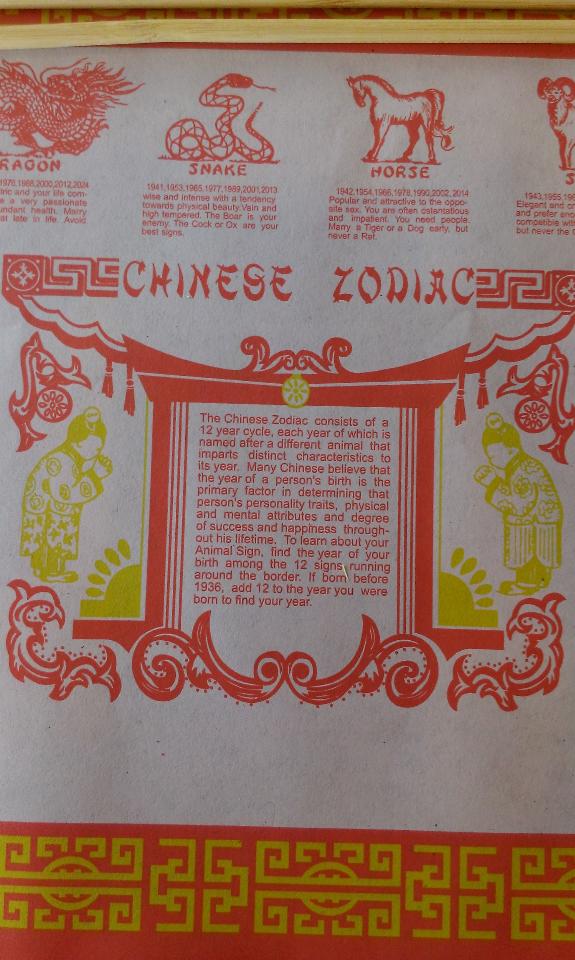 RAGON
1976,1988,2000,2012,2024
tric and your life com-
e a very passionate
undant health. Marry
at late in life. Avoid
SNAKE
1941,1953,1965,1977,1989,2001,2013
wise and intense with a tendency
towards physical beauty.Vain and
high tempered. The Boar is your
enemy. The Cock or Ox are your
best signs.
HORSE
1942,1954,1966,1978,1990,2002,2014
Popular and attractive to the oppo-
site sex. You are often ostentatious
and impatient. You need people.
Marry a Tiger or a Dog early, but
never a Rat.
S
1943,1955,196
Elegant and cr
and prefer anon
compatible with
but never the
CHINESE ZODIAC
The Chinese Zodiac consists of a
12 year cycle, each year of which is
named after a different animal that
imparts distinct characteristics to
its year. Many Chinese believe that
the year of a person's birth is the
primary factor in determining that
person's personality traits, physical
and mental attributes and degree
of success and happiness through-
out his lifetime. To learn about your
Animal Sign, find the year of your
birth among the 12 signs running
around the border. If born before
1936, add 12 to the year you were
born to find your year.